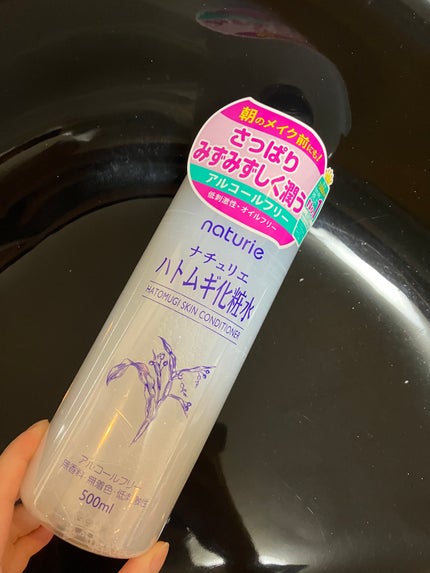 朝のメイク前にも!
さっぱり
みずみずしく潤う
アルコールフリー
低刺激性・オイルフリー
naturie
ナチュリエ
ハトムギ化粧水
HATOMUGI SKIN CONDITIONER
アルコールフリー
無香料・無着色・低刺激性
500ml